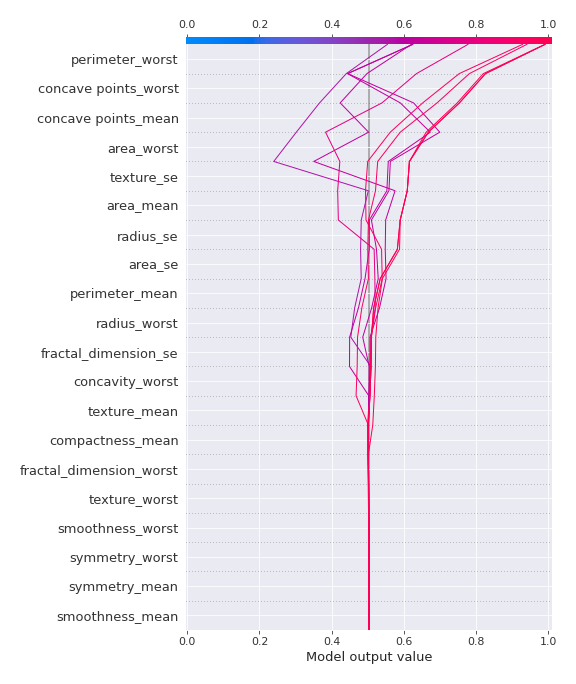 0.0 0.2 0.4 0.6 0.8 1.0
perimeter_worst
concave points_worst
concave points_mean
area_worst
texture_se
area_mean
radius_se
area_se
perimeter_mean
radius_worst
fractal_dimension_se
concavity_worst
texture_mean
compactness_mean
fractal_dimension_worst
texture_worst
smoothness_worst
symmetry_worst
symmetry_mean
smoothness_mean
0.0 0.2 0.4 0.6 0.8 1.0
Model output value